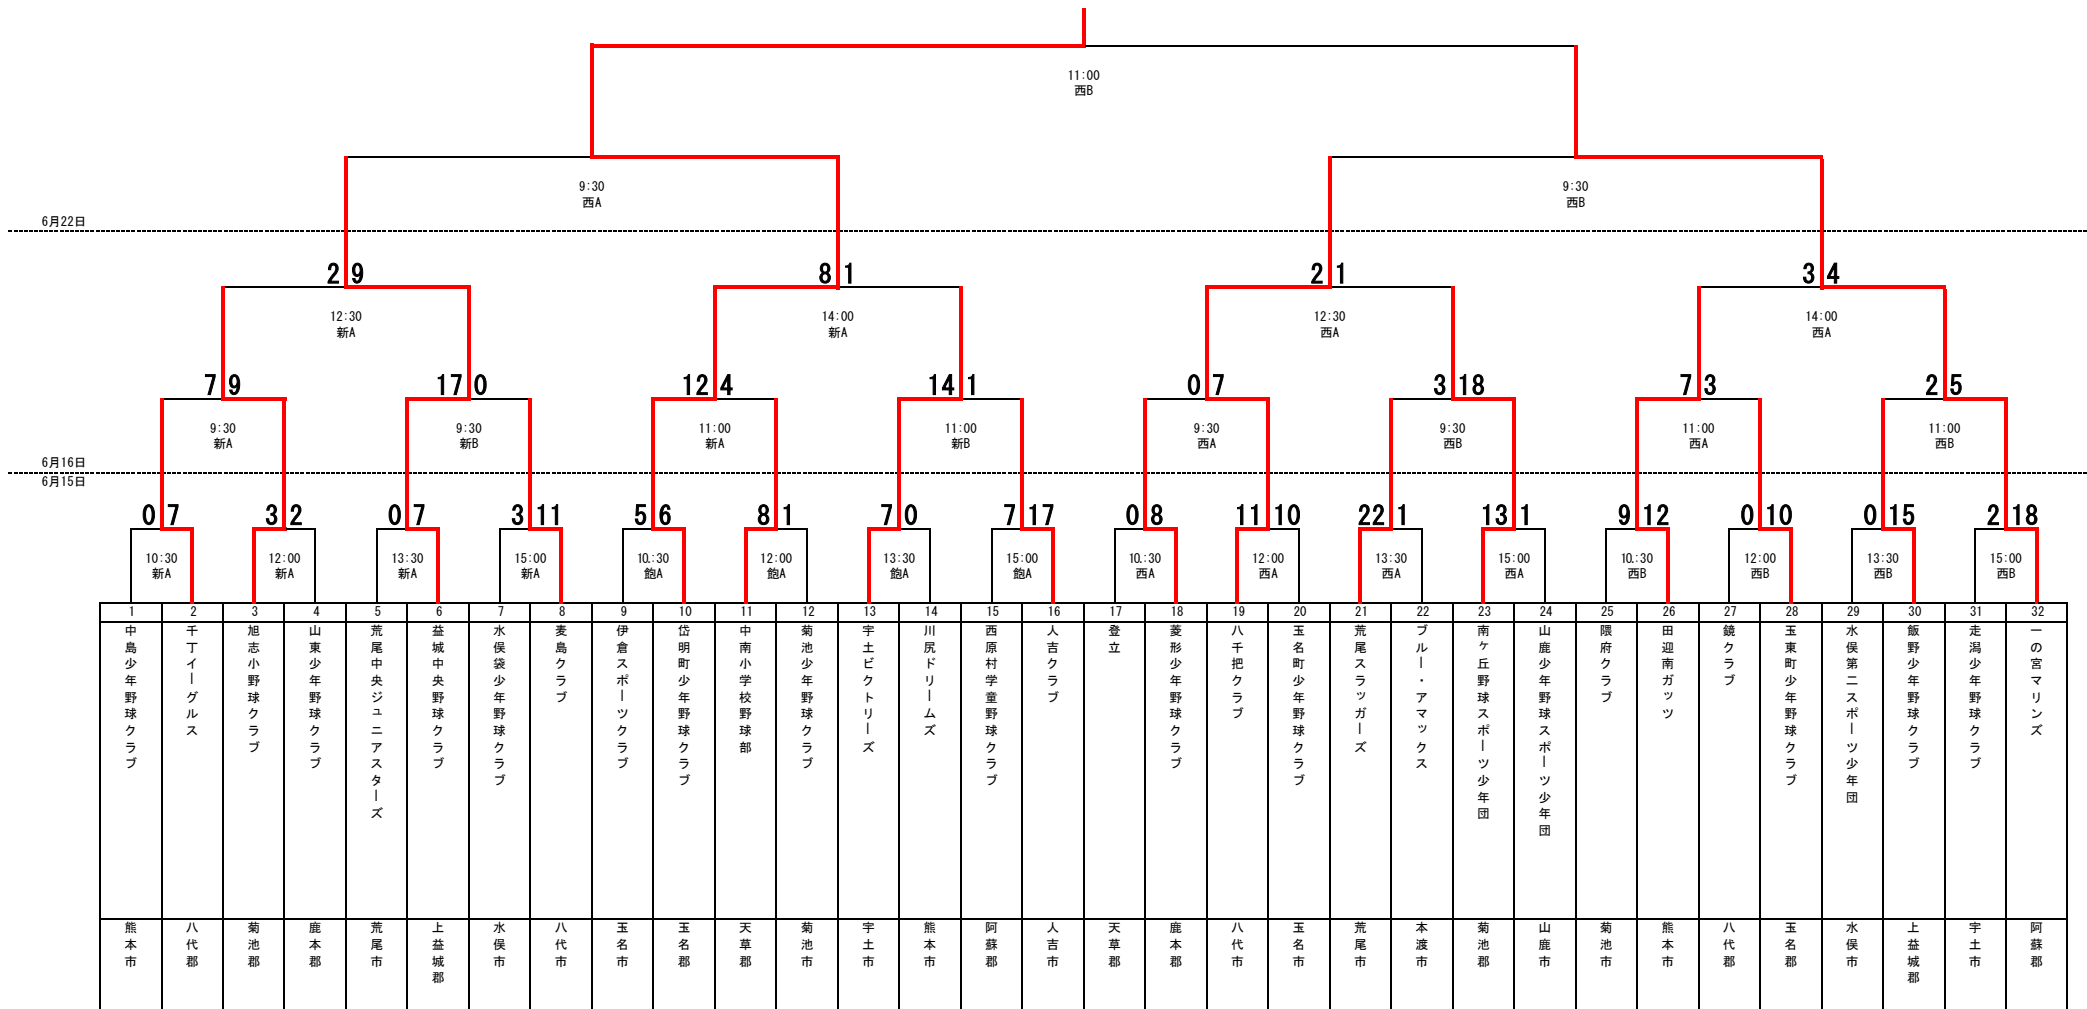 11:00
西B
9:30
西A
9:30
西B
6月22日
2 9
8 1
2 1
3 4
12:30
新A
14:00
新A
12:30
西A
14:00
西A
7 9
17 0
12 4
14 1
0 7
3 18
7 3
2 5
9:30
新A
9:30
新B
11:00
新A
11:00
新B
9:30
西A
9:30
西B
11:00
西A
11:00
西B
6月16日
6月15日
0 7
3 2
0 7
3 11
5 6
8 1
7 0
7 17
0 8
11 10
22 1
13 1
9 12
0 10
0 15
2 18
10:30
新A
12:00
新A
13:30
新A
15:00
新A
10.:30
飽A
12:00
飽A
13:30
飽A
15:00
飽A
10.:30
西A
12:00
西A
13:30
西A
15:00
西A
10.:30
西B
12:00
西B
13:30
西B
15:00
西B
1 2 3 4 5 6 7 8 9 10 11 12 13 14 15 16 17 18 19 20 21 22 23 24 25 26 27 28 29 30 31 32
中島少年野球クラブ
千丁イーグルス
旭志小野球クラブ
山東少年野球クラブ
荒尾中央ジュニアスターズ
益城中央野球クラブ
水俣袋少年野球クラブ
麦島クラブ
伊倉スポーツクラブ
岱明町少年野球クラブ
中南小学校野球部
菊池少年野球クラブ
宇土ビクトリーズ
川尻ドリームズ
西原村学童野球クラブ
人吉クラブ
登立
菱形少年野球クラブ
八千把クラブ
玉名町少年野球クラブ
荒尾スラッガーズ
ブルー・アマックス
南ヶ丘野球スポーツ少年団
山鹿少年野球スポーツ少年団
隈府クラブ
田迎南ガッツ
鏡クラブ
玉東町少年野球クラブ
水俣第二スポーツ少年団
飯野少年野球クラブ
走潟少年野球クラブ
一の宮マリンズ
熊本市
八代郡
菊池郡
鹿本郡
荒尾市
上益城郡
水俣市
八代市
玉名市
玉名郡
天草郡
菊池市
宇土市
熊本市
阿蘇郡
人吉市
天草郡
鹿本郡
八代市
玉名市
荒尾市
本渡市
菊池郡
山鹿市
菊池市
熊本市
八代郡
玉名郡
水俣市
上益城郡
宇土市
阿蘇郡